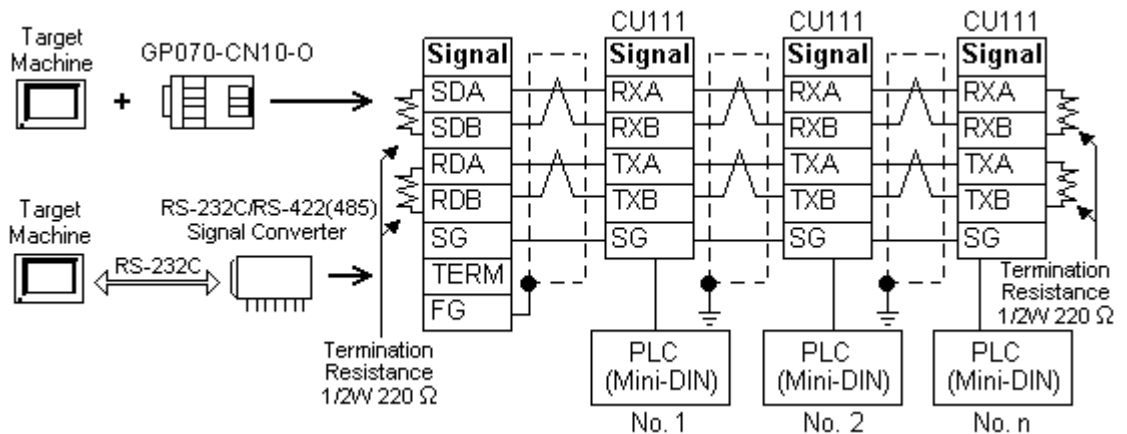 Target
Machine
+
GP070-CN10-O
Target
Machine
RS-232C
RS-232C/RS-422(485)
Signal Converter
Termination
Resistance
1/2W 220 Ω
Signal
SDA
SDB
RDA
RDB
SG
TERM
FG
CU111
Signal
RXA
RXB
TXA
TXB
SG
PLC
(Mini-DIN)
No. 1
CU111
Signal
RXA
RXB
TXA
TXB
SG
PLC
(Mini-DIN)
No. 2
CU111
Signal
RXA
RXB
TXA
TXB
SG
PLC
(Mini-DIN)
No. n
Termination
Resistance
1/2W 220 Ω